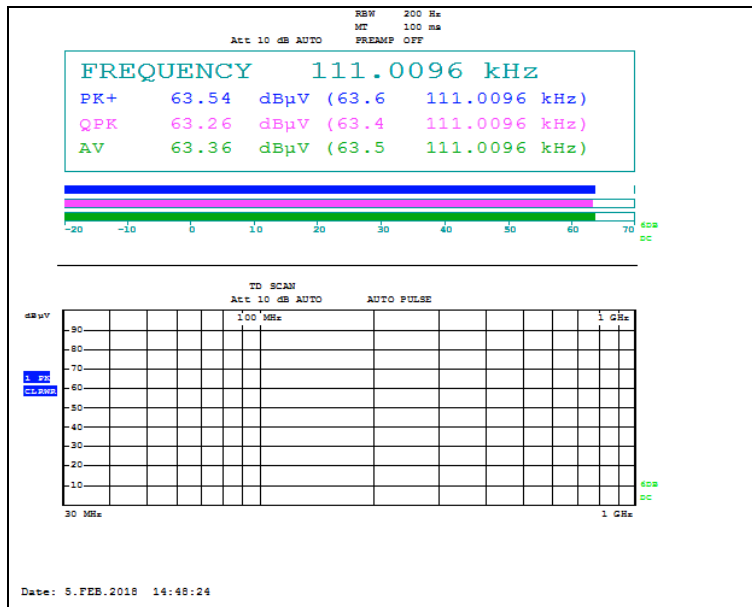 RBW 200 Hz
MT 100 ms
Att 10 dB AUTO PREAMP OFF
FREQUENCY 111.0096 kHz
PK+ 63.54 dBµV (63.6 111.0096 kHz)
QPK 63.26 dBµV (63.4 111.0096 kHz)
AV 63.36 dBµV (63.5 111.0096 kHz)
-20 -10 0 10 20 30 40 50 60 70
6DB
DC
TD SCAN
Att 10 dB AUTO AUTO PULSE
dBµV
100 MHz 1 GHz
90
80
70
1 PK
60
CLRWR
50
40
30
20
10
6DB
DC
30 MHz 1 GHz
Date: 5.FEB.2018 14:48:24